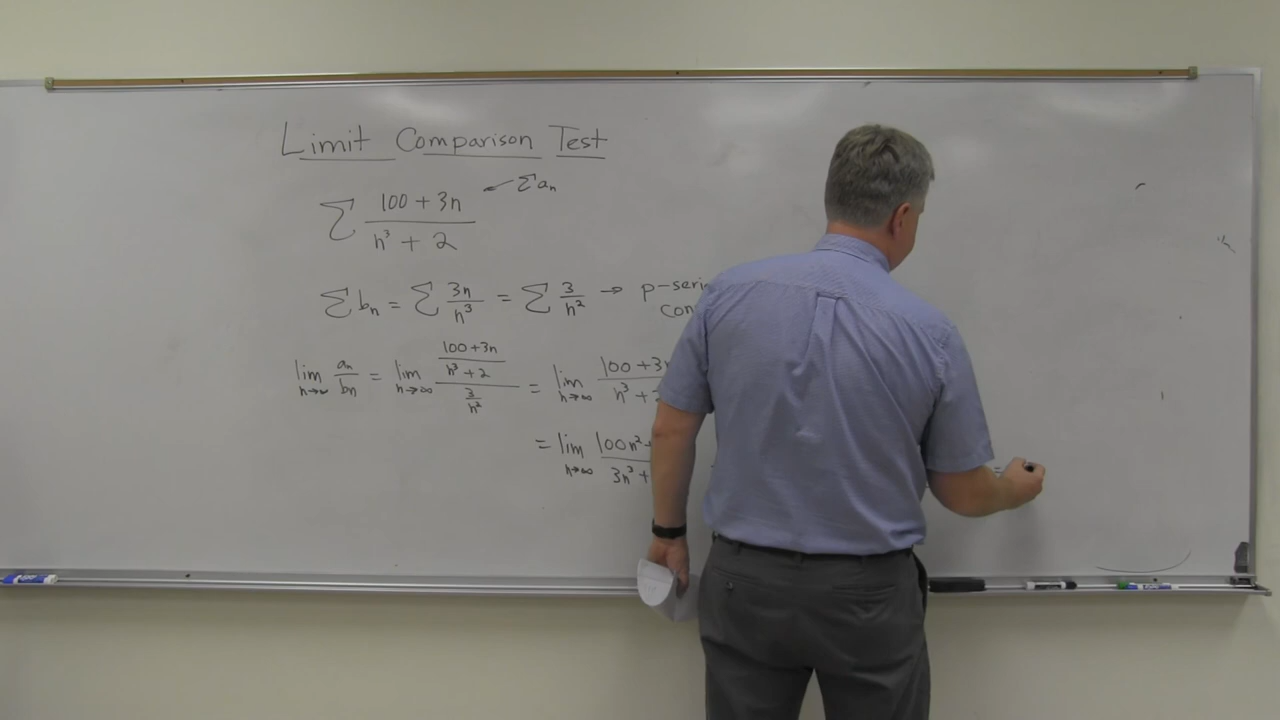 Limit Comparison Test
∑ (100 + 3n)/(n³ + 2) ← ∑ aₙ
∑ bₙ = ∑ 3n/n³ = ∑ 3/n² → p-seri
con
lim n→∞ aₙ/bₙ = lim n→∞ ((100+3n)/(n³+2))/(3/n²) = lim n→∞ (100+3n)/(n³+2
= lim n→∞ (100n²+)/(3n³+ =